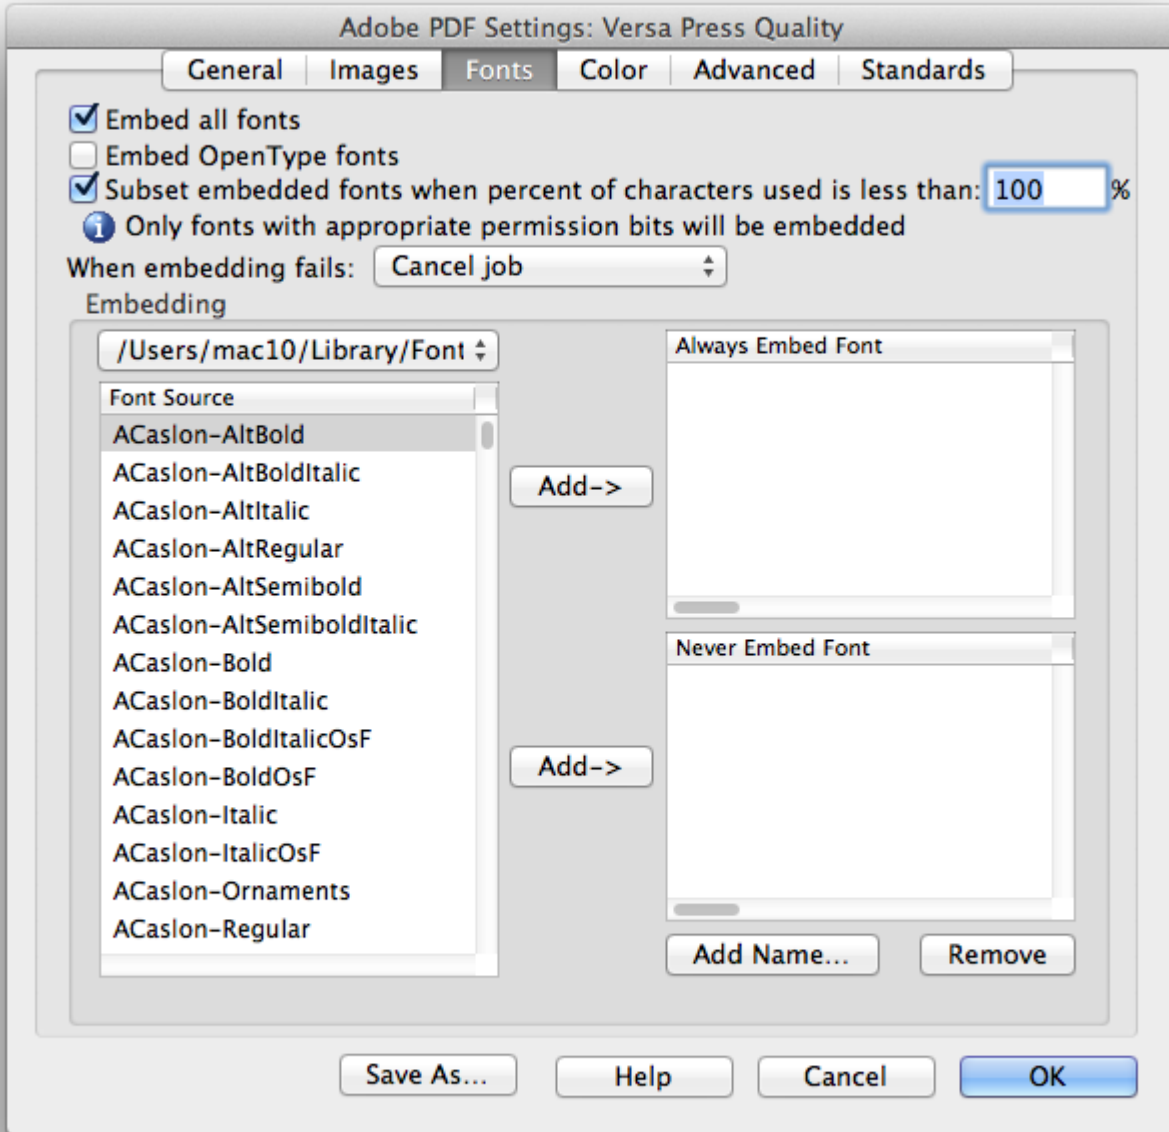 Adobe PDF Settings: Versa Press Quality
General Images Fonts Color Advanced Standards
Embed all fonts
Embed OpenType fonts
Subset embedded fonts when percent of characters used is less than: 100 %
Only fonts with appropriate permission bits will be embedded
When embedding fails: Cancel job
Embedding
/Users/mac10/Library/Font
Font Source
ACaslon-AltBold
ACaslon-AltBoldItalic
ACaslon-AltItalic
ACaslon-AltRegular
ACaslon-AltSemibold
ACaslon-AltSemiboldItalic
ACaslon-Bold
ACaslon-BoldItalic
ACaslon-BoldItalicOsF
ACaslon-BoldOsF
ACaslon-Italic
ACaslon-ItalicOsF
ACaslon-Ornaments
ACaslon-Regular
Add->
Add->
Always Embed Font
Never Embed Font
Add Name...
Remove
Save As...
Help
Cancel
OK